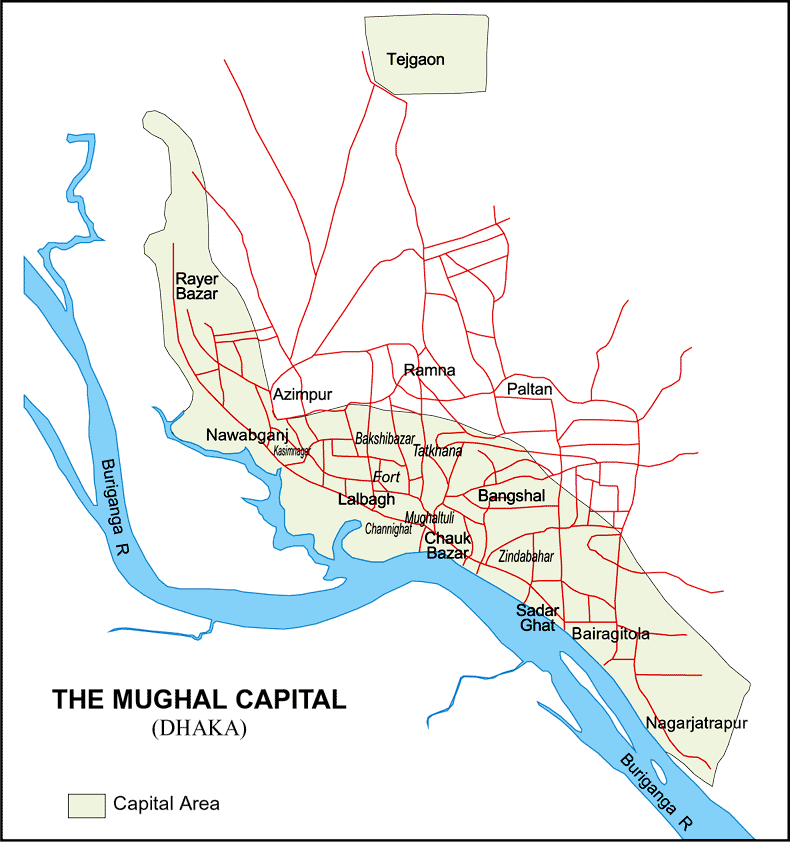 Tejgaon
Rayer
Bazar
Ramna
Azimpur
Paltan
Nawabganj
Bakshibazar
Kasimnagar
Tatkhana
Fort
Lalbagh
Bangshal
Mughaltuli
Channighat
Chauk
Bazar
Zindabahar
Buriganga R
Sadar
Ghat
Bairagitola
THE MUGHAL CAPITAL
(DHAKA)
Nagarjatrapur
Buriganga R
Capital Area